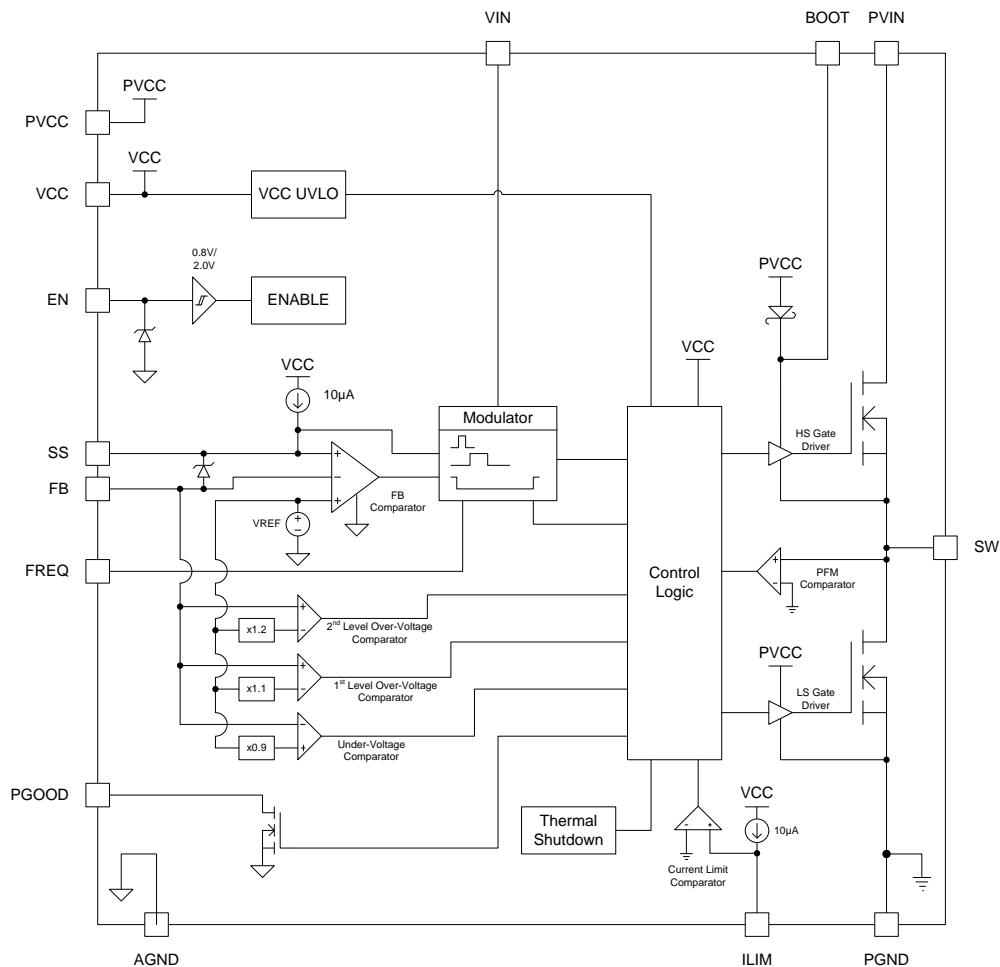 VIN
BOOT
PVIN
PVCC
PVCC
VCC
VCC
VCC UVLO
0.8V/
2.0V
EN
ENABLE
PVCC
VCC
10µA
VCC
Modulator
SS
FB
+
−
+
FB
Comparator
VREF
+
−
HS Gate
Driver
FREQ
Control
Logic
+
−
PFM
Comparator
SW
x1.2
+
−
2nd Level Over-Voltage
Comparator
x1.1
+
−
1st Level Over-Voltage
Comparator
PVCC
LS Gate
Driver
x0.9
−
+
Under-Voltage
Comparator
PGOOD
Thermal
Shutdown
VCC
10µA
−
+
Current Limit
Comparator
AGND
ILIM
PGND